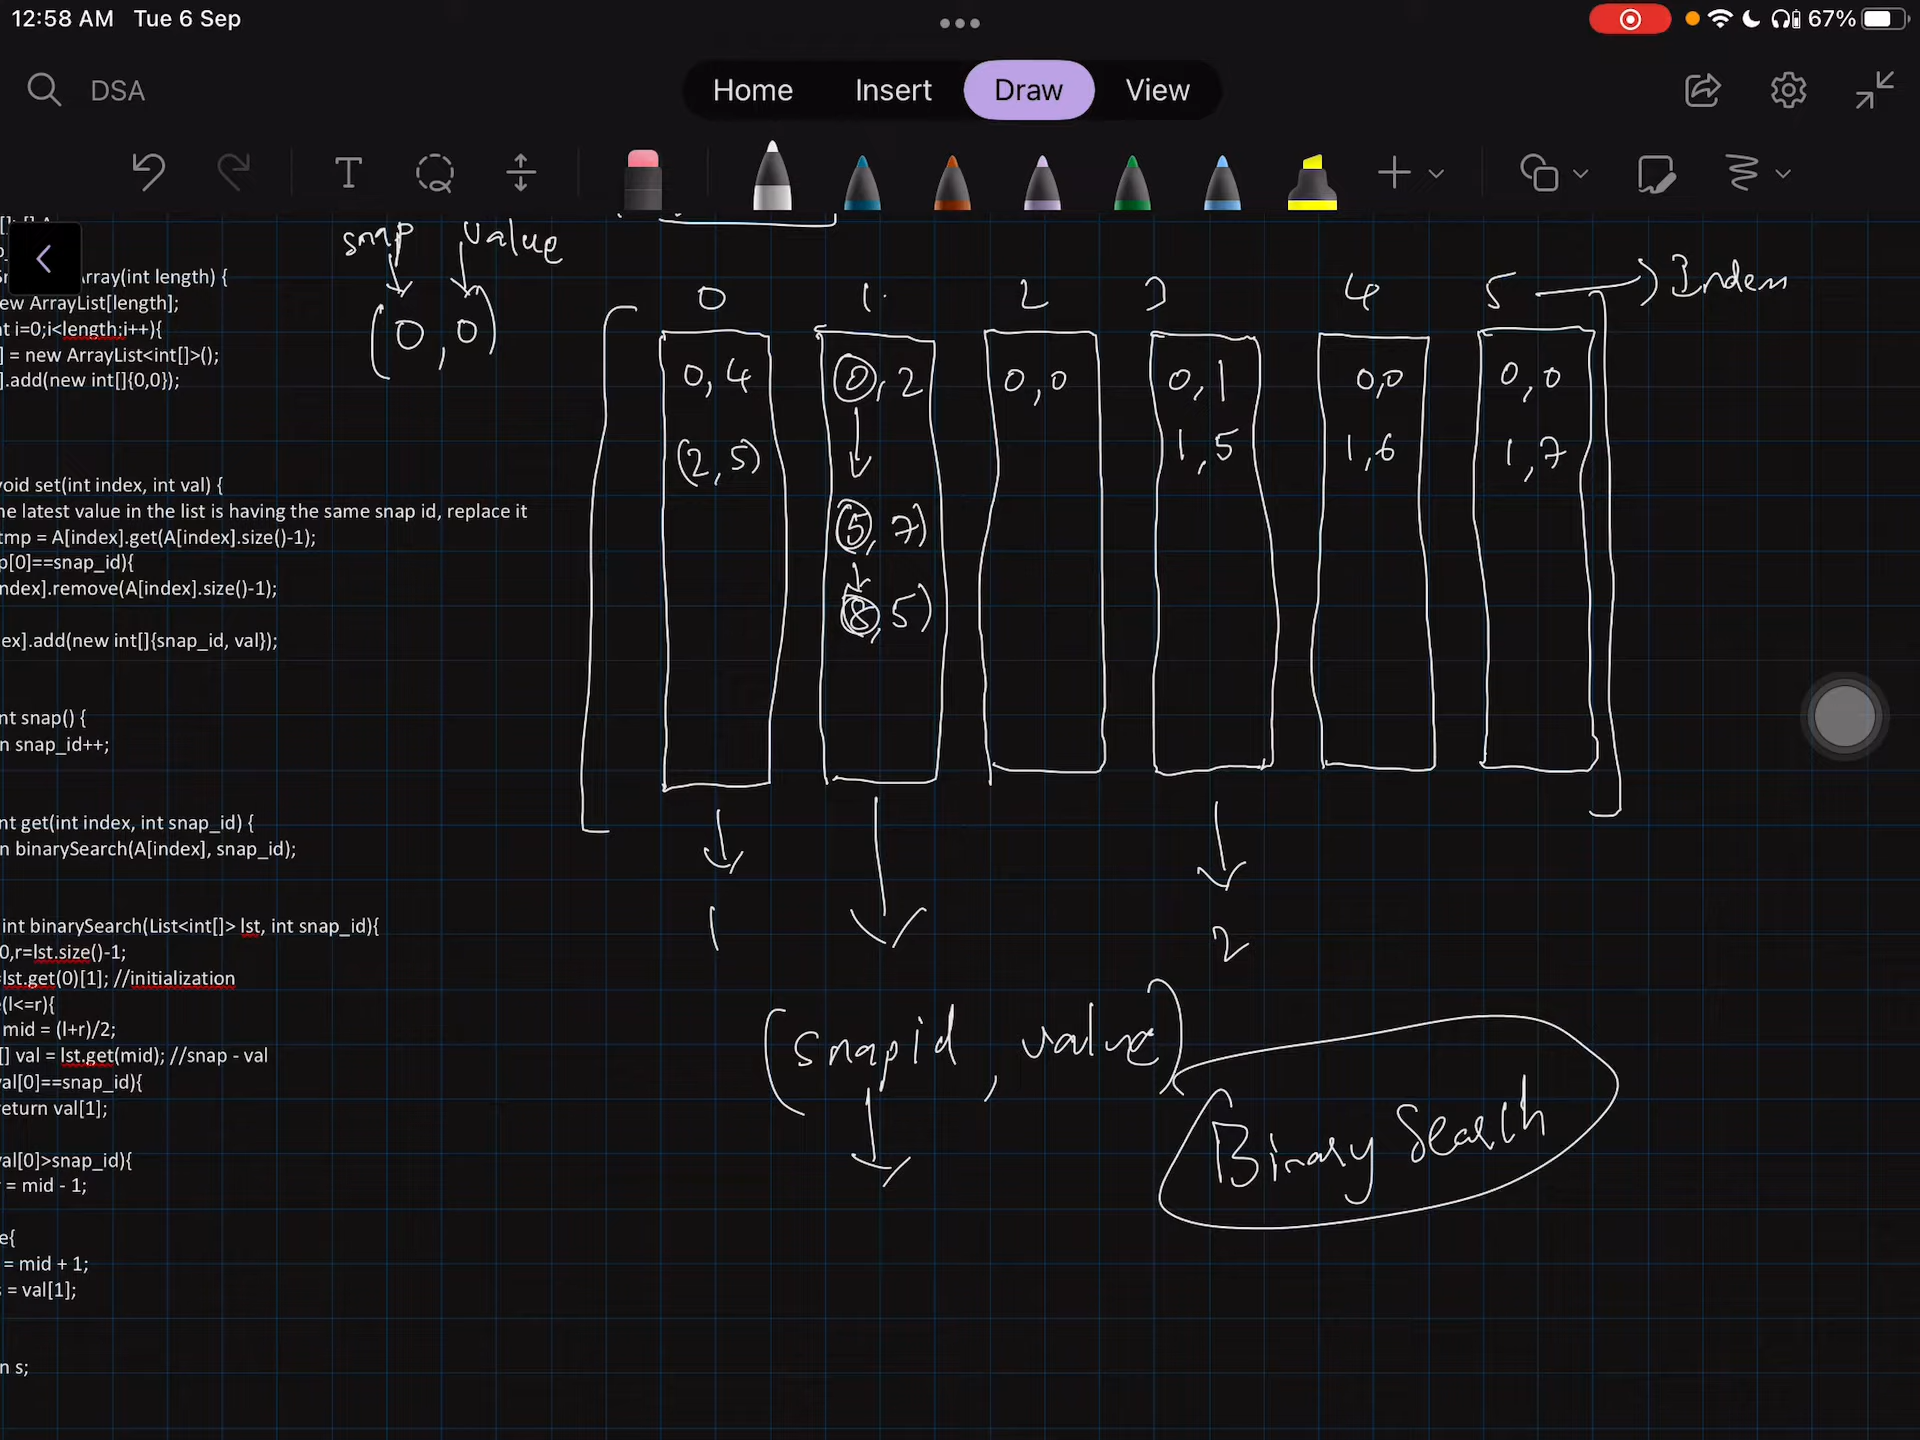 12:58 AM Tue 6 Sep
67%
DSA
Home Insert Draw View
T
rray(int length) {
ew ArrayList[length];
t i=0;i<length;i++){
] = new ArrayList<int[]>();
].add(new int[]{0,0});
void set(int index, int val) {
he latest value in the list is having the same snap id, replace it
tmp = A[index].get(A[index].size()-1);
p[0]==snap_id){
ndex].remove(A[index].size()-1);
ex].add(new int[]{snap_id, val});
nt snap() {
n snap_id++;
nt get(int index, int snap_id) {
n binarySearch(A[index], snap_id);
int binarySearch(List<int[]> lst, int snap_id){
0,r=lst.size()-1;
=lst.get(0)[1]; //initialization
e(l<=r){
mid = (l+r)/2;
[] val = lst.get(mid); //snap - val
val[0]==snap_id){
return val[1];
val[0]>snap_id){
= mid - 1;
e{
= mid + 1;
s = val[1];
n s;
snap value
(0,0)
0 1 2 3 4 5 Index
0,4 0,2 0,0 0,1 0,0 0,0
(2,5) 1,5 1,6 1,7
5,7)
8,5)
1 2
(snapid, value)
Binary Search